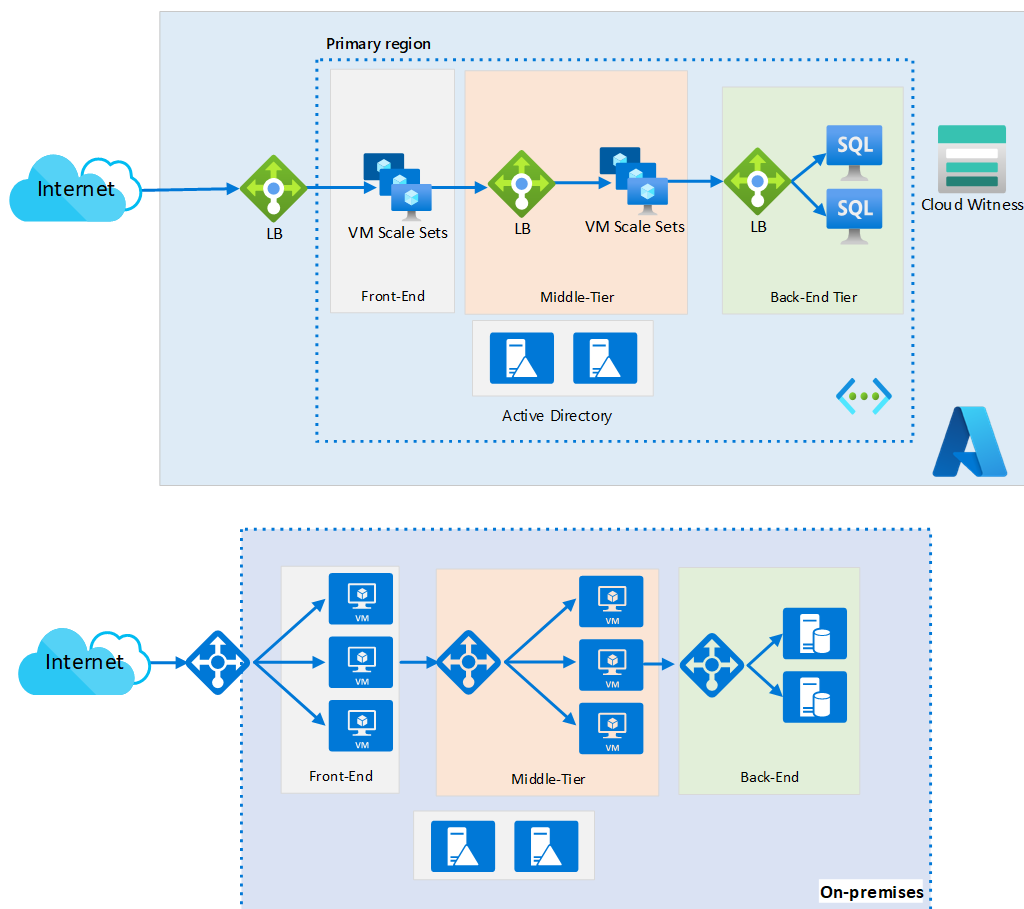 Primary region
Internet
LB
VM Scale Sets
Front-End
LB
VM Scale Sets
Middle-Tier
LB
SQL
SQL
Back-End Tier
Cloud Witness
Active Directory
Internet
VM
VM
VM
Front-End
VM
VM
VM
Middle-Tier
Back-End
On-premises